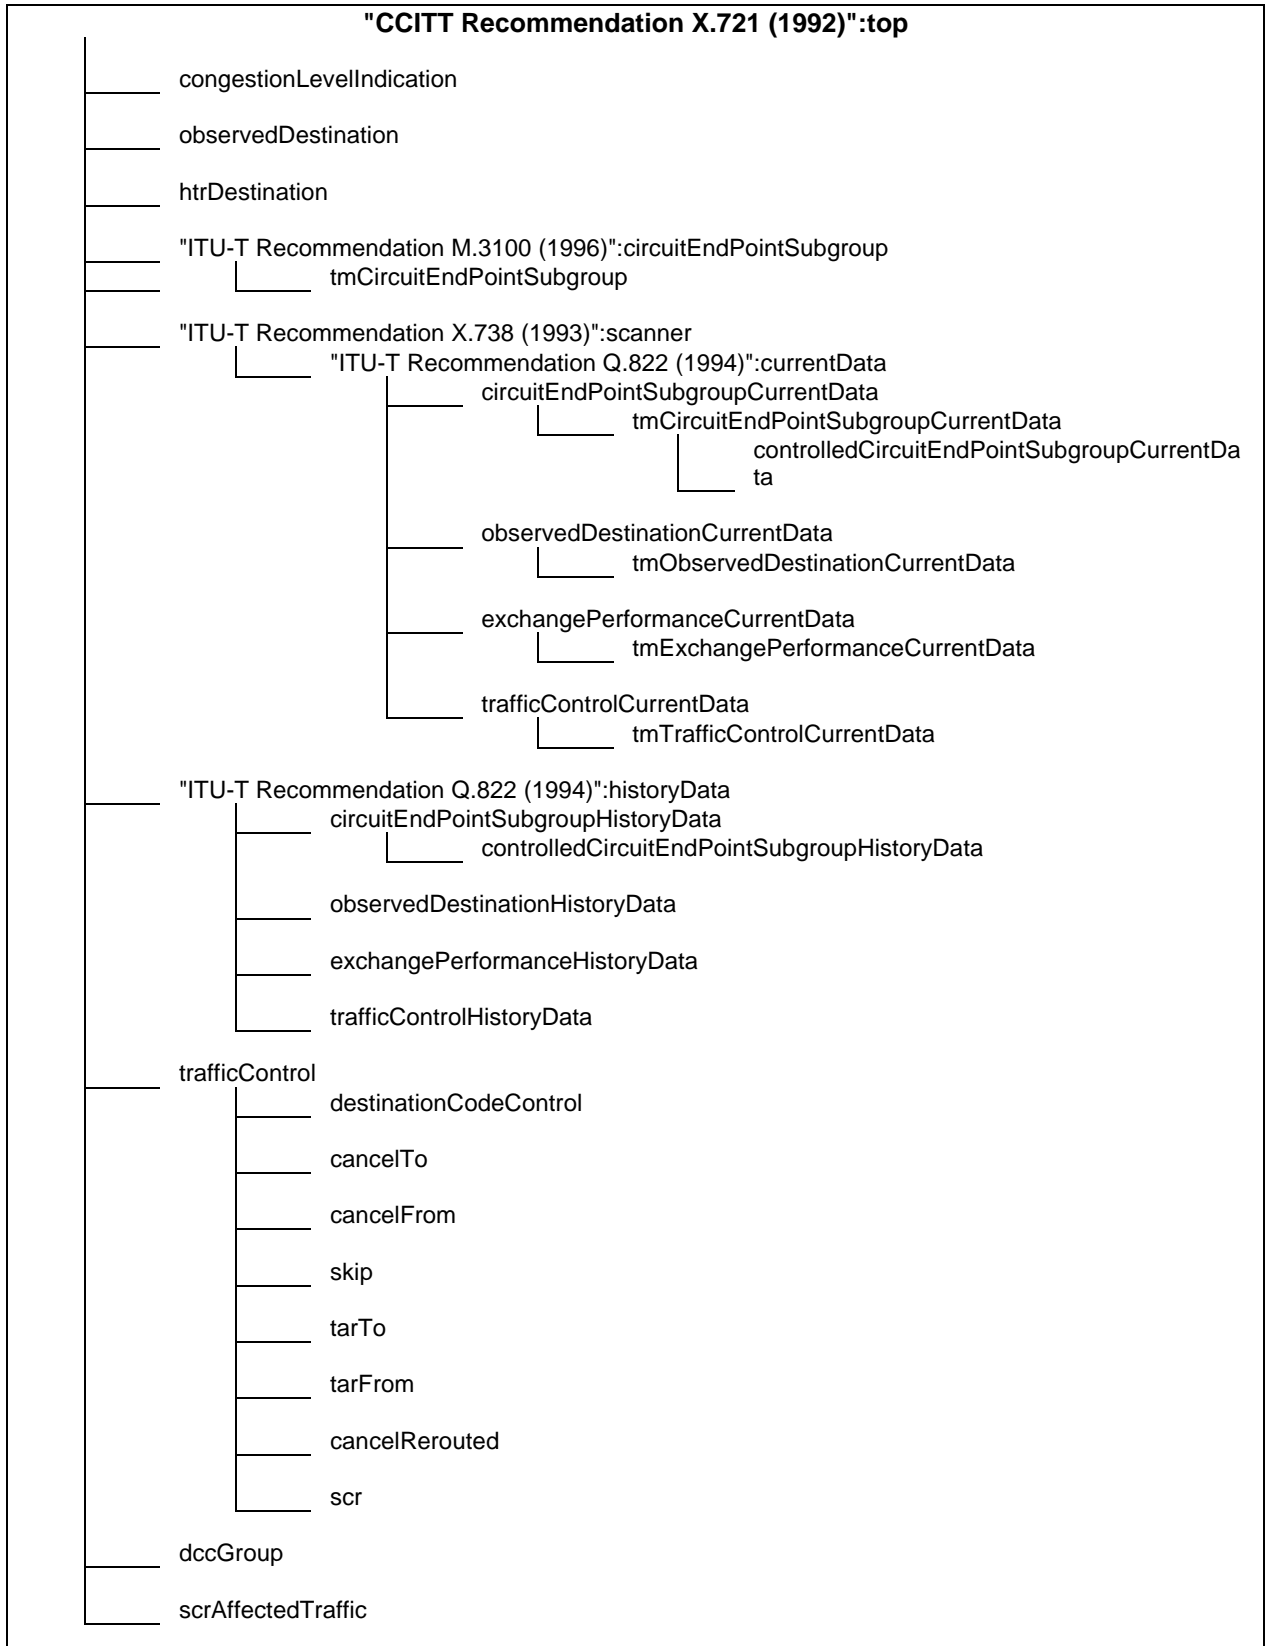 "CCITT Recommendation X.721 (1992)":top
congestionLevelIndication
observedDestination
htrDestination
"ITU-T Recommendation M.3100 (1996)":circuitEndPointSubgroup
tmCircuitEndPointSubgroup
"ITU-T Recommendation X.738 (1993)":scanner
"ITU-T Recommendation Q.822 (1994)":currentData
circuitEndPointSubgroupCurrentData
tmCircuitEndPointSubgroupCurrentData
controlledCircuitEndPointSubgroupCurrentDa
ta
observedDestinationCurrentData
tmObservedDestinationCurrentData
exchangePerformanceCurrentData
tmExchangePerformanceCurrentData
trafficControlCurrentData
tmTrafficControlCurrentData
"ITU-T Recommendation Q.822 (1994)":historyData
circuitEndPointSubgroupHistoryData
controlledCircuitEndPointSubgroupHistoryData
observedDestinationHistoryData
exchangePerformanceHistoryData
trafficControlHistoryData
trafficControl
destinationCodeControl
cancelTo
cancelFrom
skip
tarTo
tarFrom
cancelRerouted
scr
dccGroup
scrAffectedTraffic